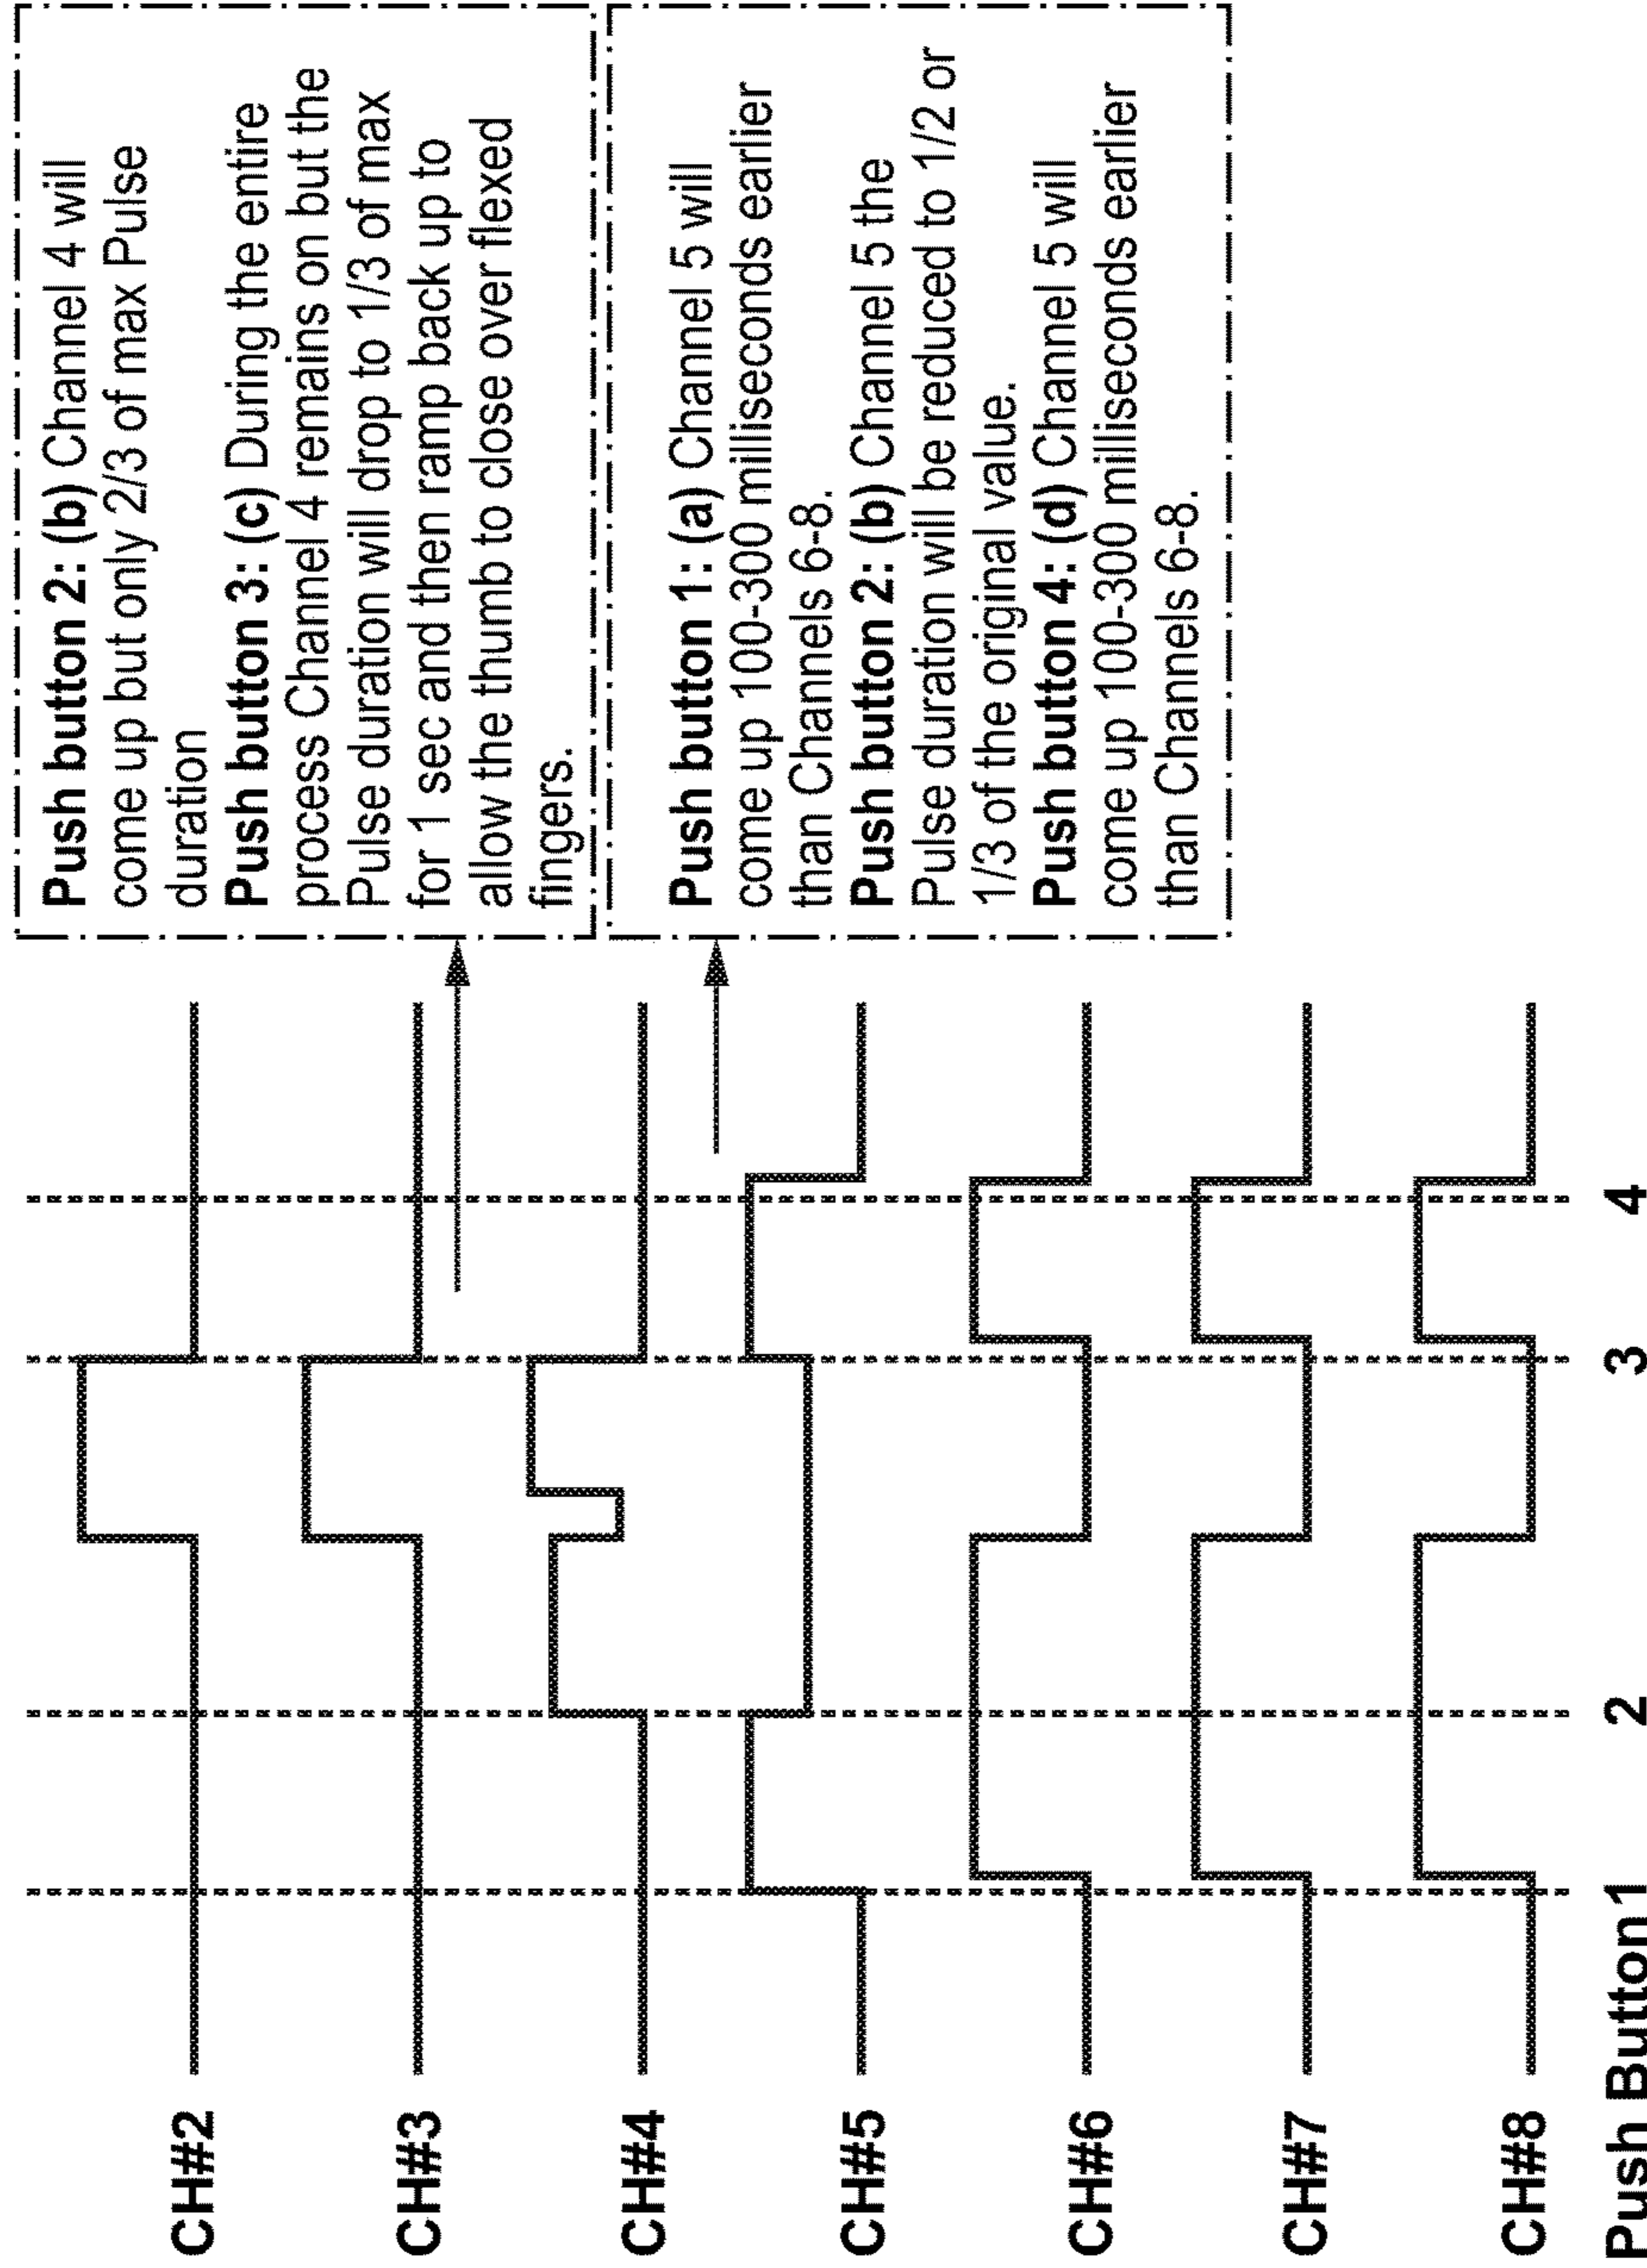 Push button 2: (b) Channel 4 will
come up but only 2/3 of max Pulse
duration
Push button 3: (c) During the entire
process Channel 4 remains on but the
Pulse duration will drop to 1/3 of max
for 1 sec and then ramp back up to
allow the thumb to close over flexed
fingers.
Push button 1: (a) Channel 5 will
come up 100-300 milliseconds earlier
than Channels 6-8.
Push button 2: (b) Channel 5 the
Pulse duration will be reduced to 1/2 or
1/3 of the original value.
Push button 4: (d) Channel 5 will
come up 100-300 milliseconds earlier
than Channels 6-8.
CH#2
CH#3
CH#4
CH#5
CH#6
CH#7
CH#8
Push Button1 2 3 4